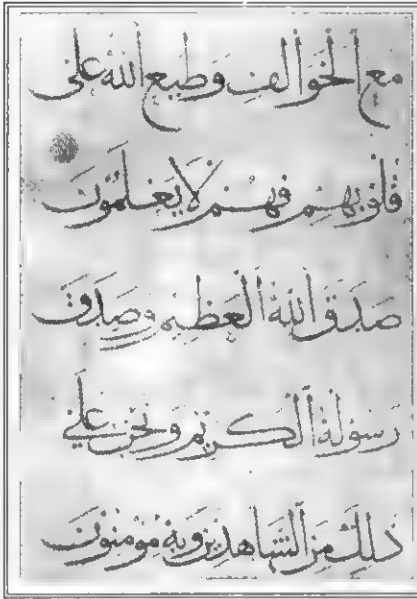 مع الخوالف وطبع الله على
قلوبهم فهم لا يعلمون
صدق الله العظيم وصدق
رسوله الكريم ونحن على
ذلك من الشاهدين وبه مؤمنون